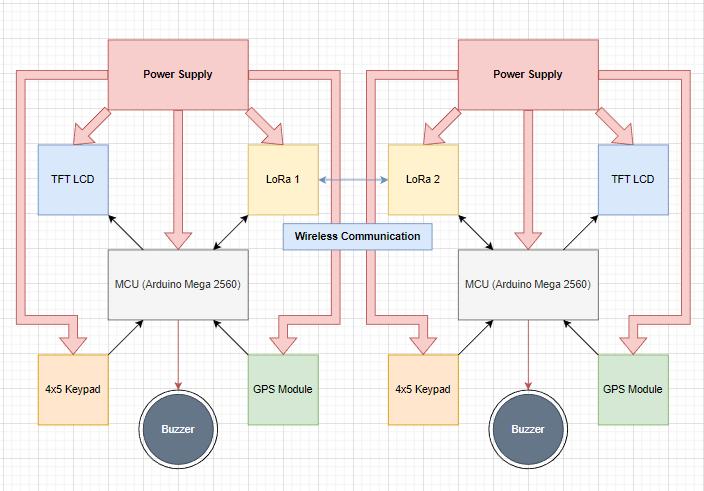 Power Supply
Power Supply
TFT LCD
LoRa 1
LoRa 2
TFT LCD
Wireless Communication
MCU (Arduino Mega 2560)
MCU (Arduino Mega 2560)
4x5 Keypad
GPS Module
4x5 Keypad
GPS Module
Buzzer
Buzzer